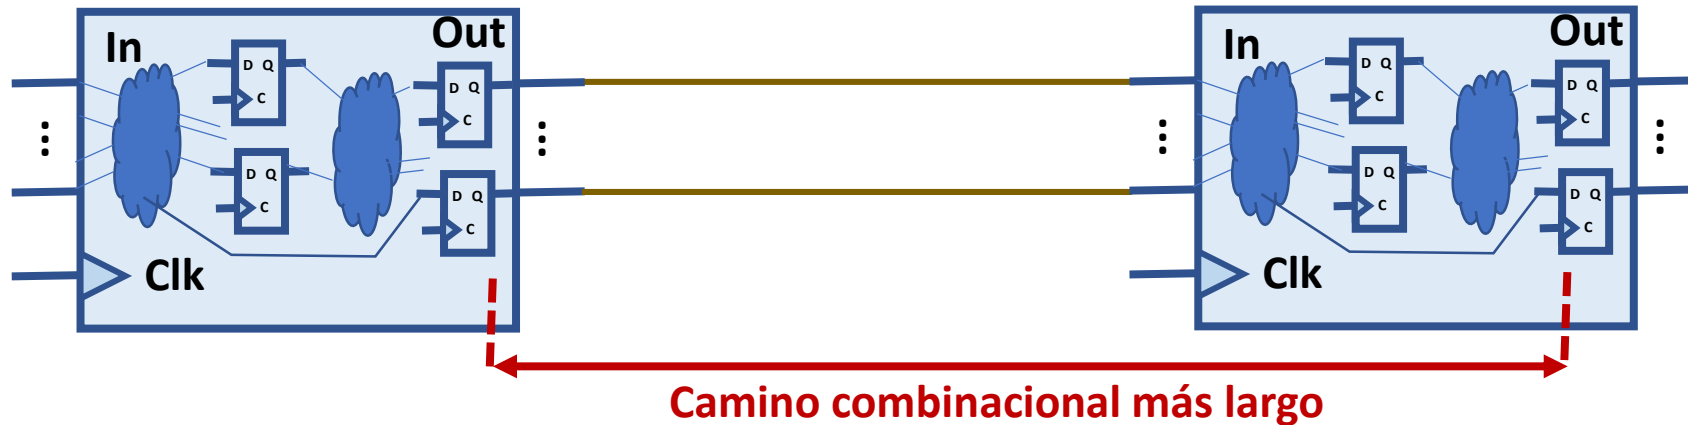 In
Out
D Q
C
D Q
C
D Q
C
D Q
C
Clk
...
...
In
Out
D Q
C
D Q
C
D Q
C
D Q
C
Clk
...
...
Camino combinacional más largo